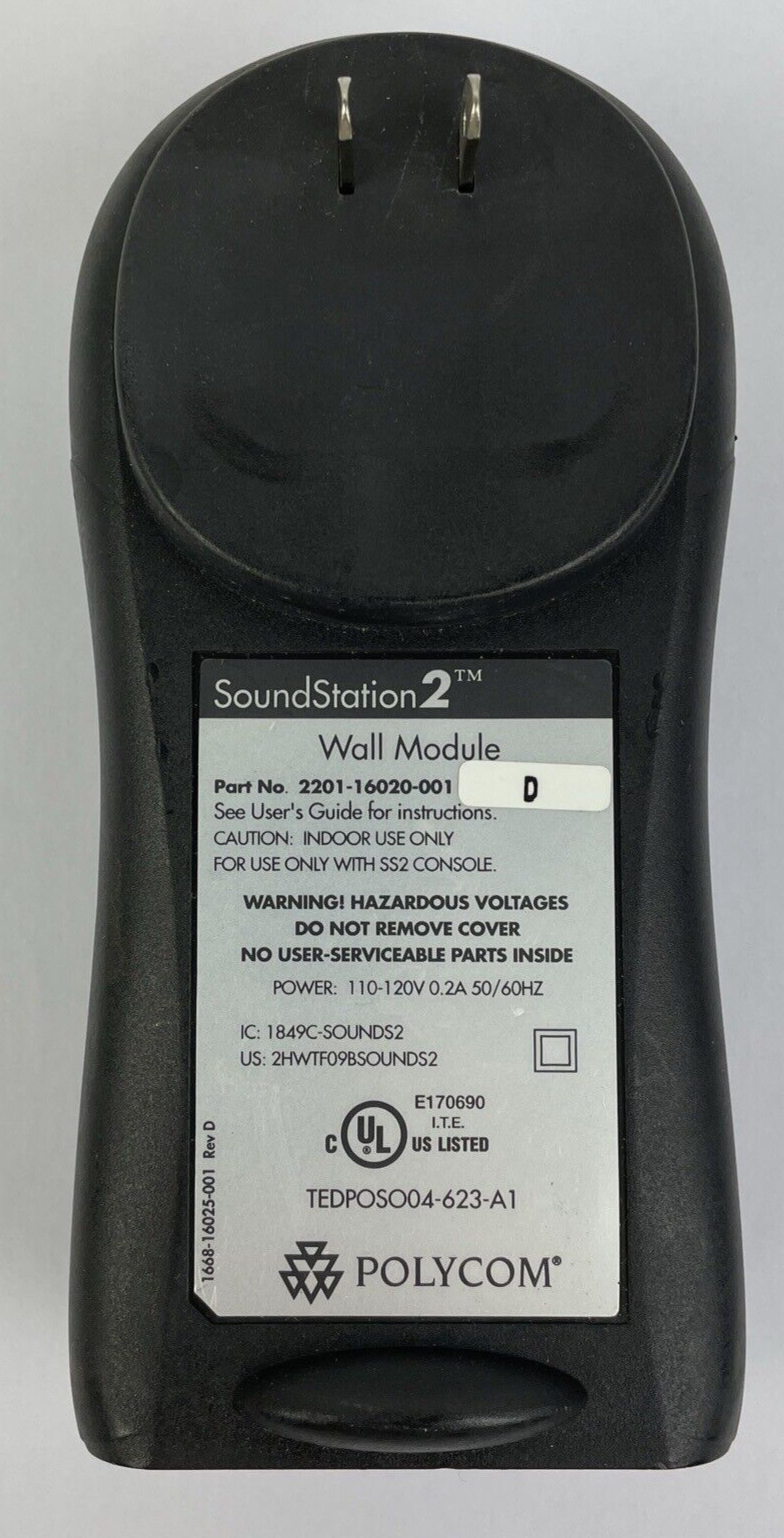 SoundStation2™
Wall Module
Part No. 2201-16020-001
D
See User's Guide for instructions.
CAUTION: INDOOR USE ONLY
FOR USE ONLY WITH SS2 CONSOLE.
WARNING! HAZARDOUS VOLTAGES
DO NOT REMOVE COVER
NO USER-SERVICEABLE PARTS INSIDE
POWER: 110-120V 0.2A 50/60HZ
IC: 1849C-SOUNDS2
US: 2HWTF09BSOUNDS2
E170690
I.T.E.
C UL® US LISTED
TEDPOSO04-623-A1
1668-16025-001 Rev D
POLYCOM®